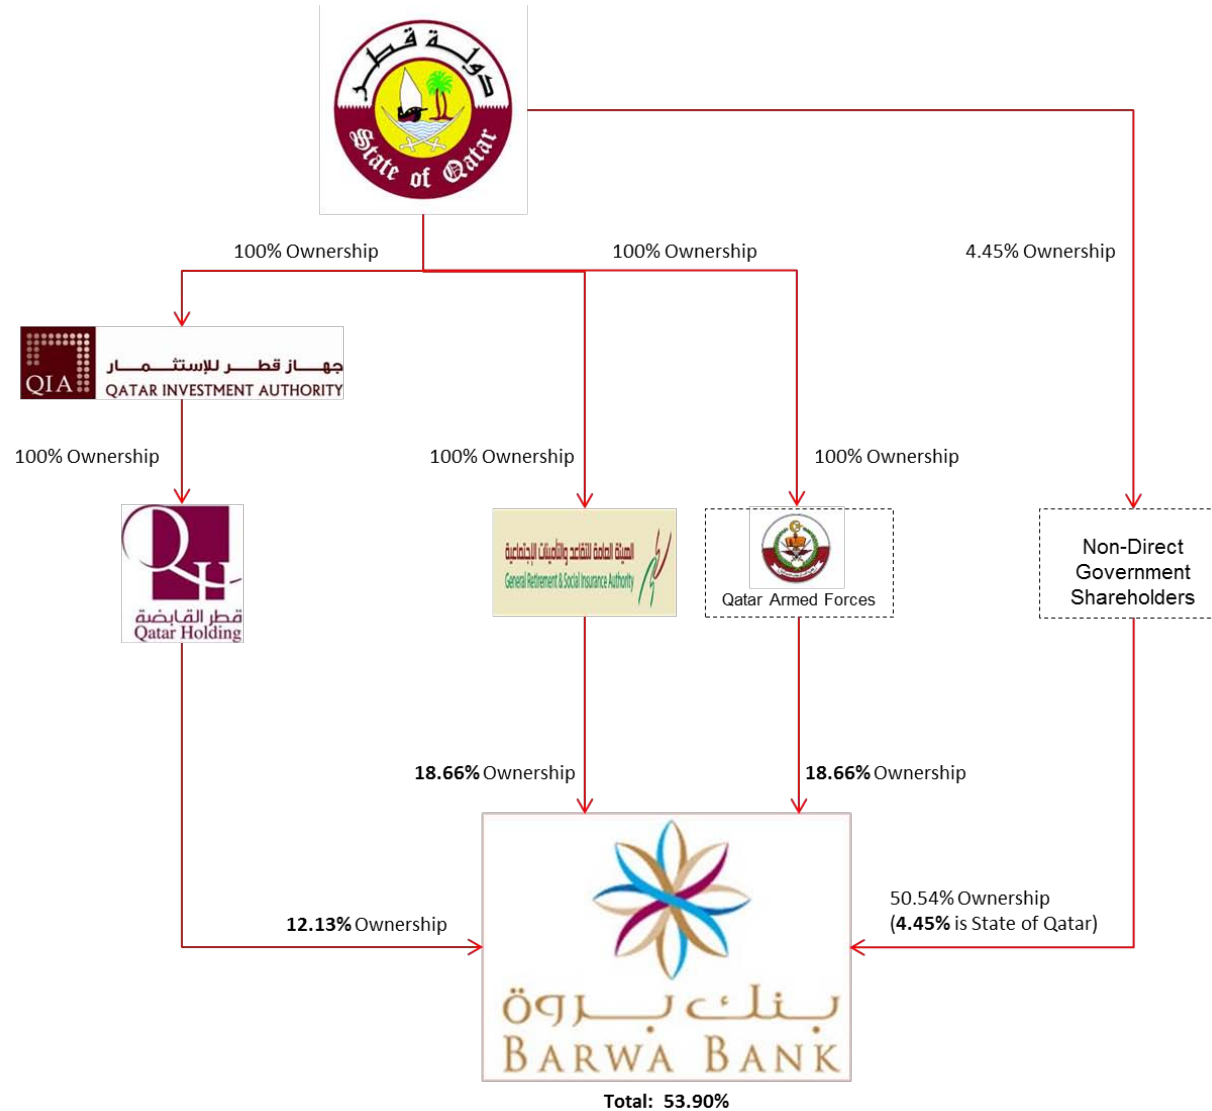 دولة قطر
State of Qatar
100% Ownership
100% Ownership
4.45% Ownership
جهاز قطر للإستثمار
QIA
QATAR INVESTMENT AUTHORITY
100% Ownership
100% Ownership
100% Ownership
QH
قطر القابضة
Qatar Holding
الهيئة العامة للتقاعد والتأمينات الإجتماعية
General Retirement & Social Insurance Authority
Qatar Armed Forces
Non-Direct
Government
Shareholders
18.66% Ownership
18.66% Ownership
12.13% Ownership
50.54% Ownership
(4.45% is State of Qatar)
بنك بروة
BARWA BANK
Total: 53.90%